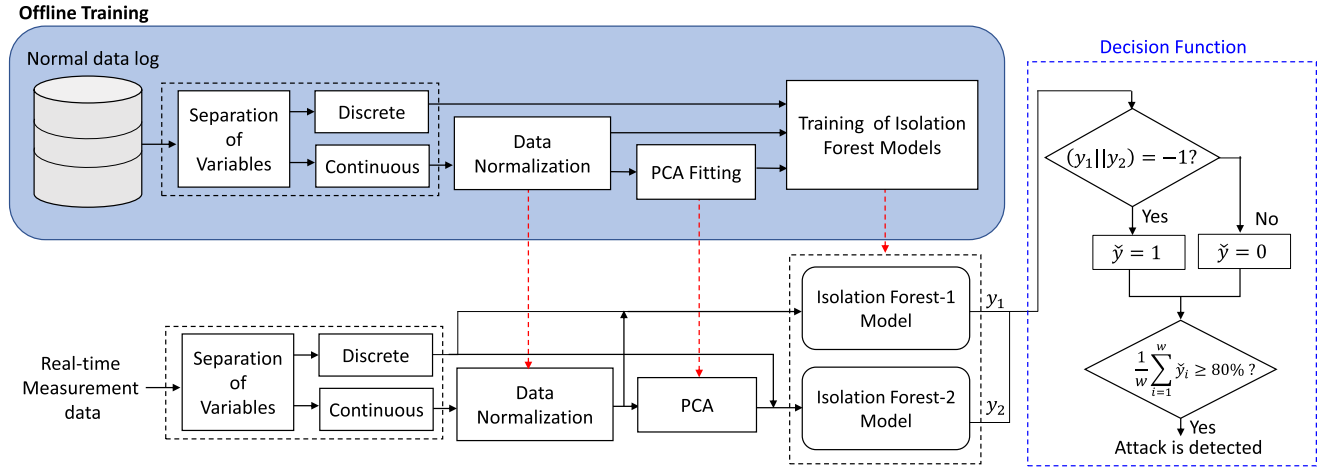 Offline Training
Normal data log
Separation
of
Variables
Discrete
Continuous
Data
Normalization
PCA Fitting
Training of Isolation
Forest Models
Real-time
Measurement
data
Separation
of
Variables
Discrete
Continuous
Data
Normalization
PCA
Isolation Forest-1
Model
Isolation Forest-2
Model
y₁
y₂
Decision Function
(y₁||y₂) = −1?
Yes
No
y̌ = 1
y̌ = 0
1/w ∑_{i=1}^{w} y̌ᵢ ≥ 80% ?
Yes
Attack is detected